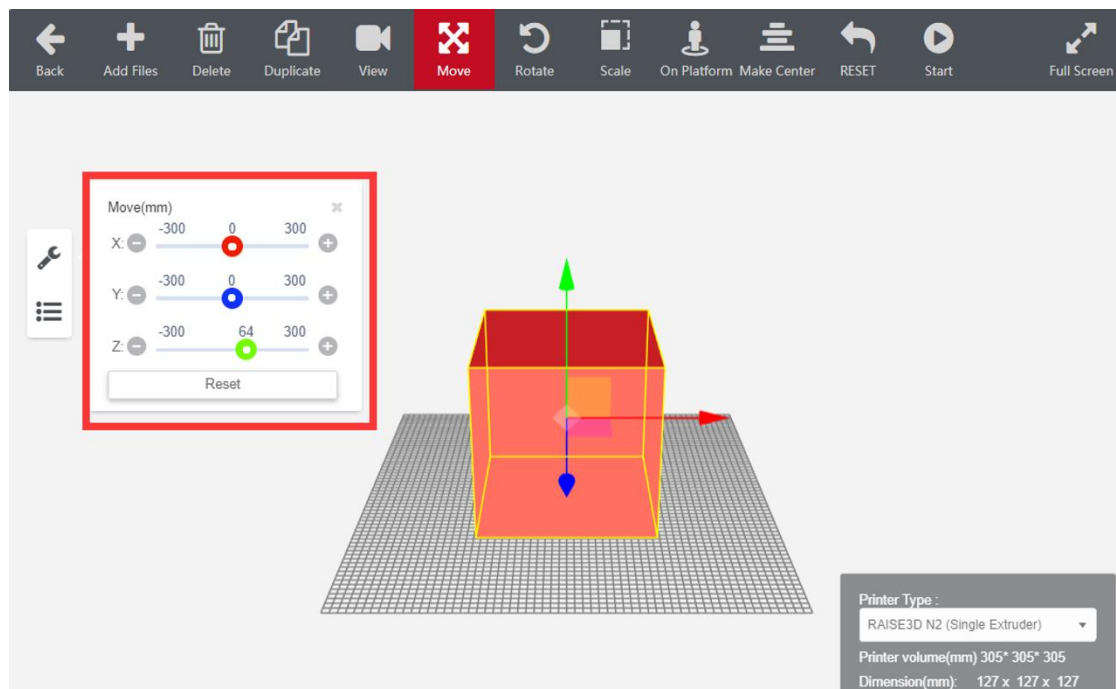 Back Add Files Delete Duplicate View Move Rotate Scale On Platform Make Center RESET Start Full Screen
Move(mm)
-300 0 300
X:
-300 0 300
Y:
-300 64 300
Z:
Reset
Printer Type :
RAISE3D N2 (Single Extruder)
Printer volume(mm) 305* 305* 305
Dimension(mm): 127 x 127 x 127